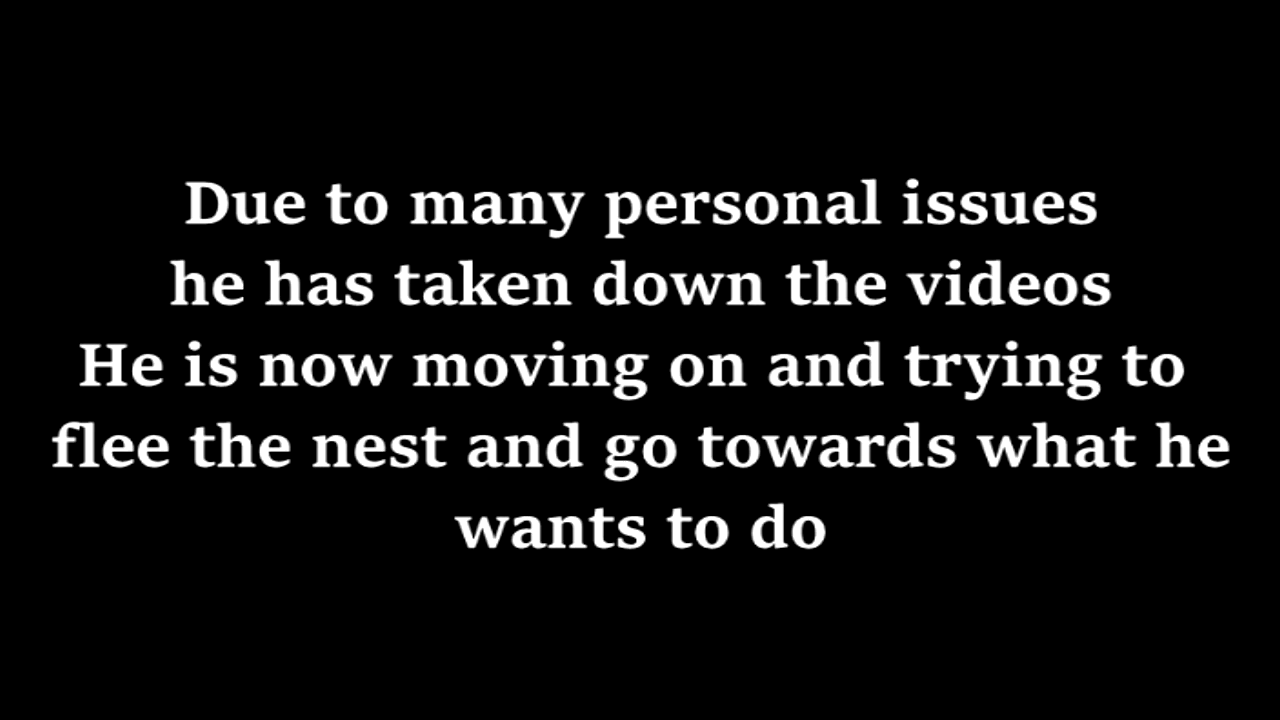 Due to many personal issues
he has taken down the videos
He is now moving on and trying to
flee the nest and go towards what he
wants to do